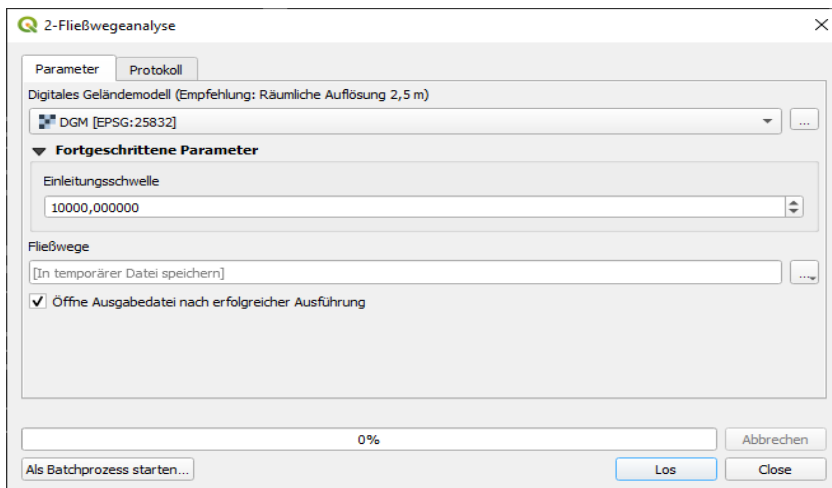 2-Fließwegeanalyse
Parameter
Protokoll
Digitales Geländemodell (Empfehlung: Räumliche Auflösung 2,5 m)
DGM [EPSG:25832]
...
Fortgeschrittene Parameter
Einleitungsschwelle
10000,000000
Fließwege
[In temporärer Datei speichern]
...
Öffne Ausgabedatei nach erfolgreicher Ausführung
0%
Abbrechen
Als Batchprozess starten...
Los
Close